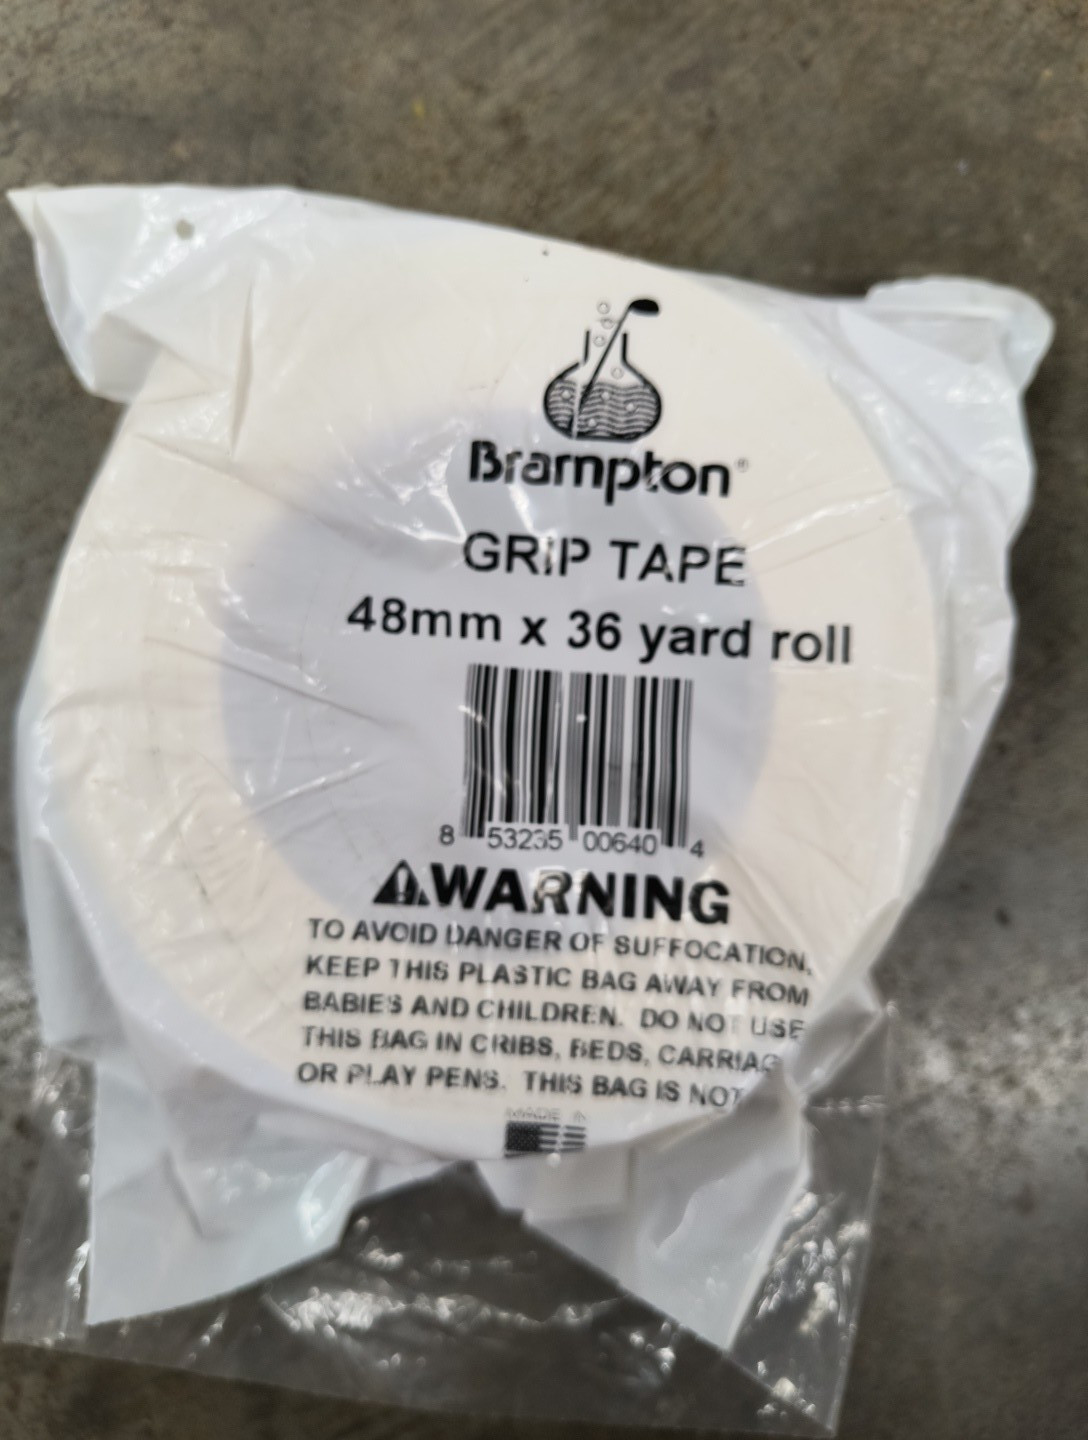 Brampton®
GRIP TAPE
48mm x 36 yard roll
8 53235 00640 4
WARNING
TO AVOID DANGER OF SUFFOCATION,
KEEP THIS PLASTIC BAG AWAY FROM
BABIES AND CHILDREN. DO NOT USE
THIS BAG IN CRIBS, BEDS, CARRIAG
OR PLAY PENS. THIS BAG IS NOT
MADE IN